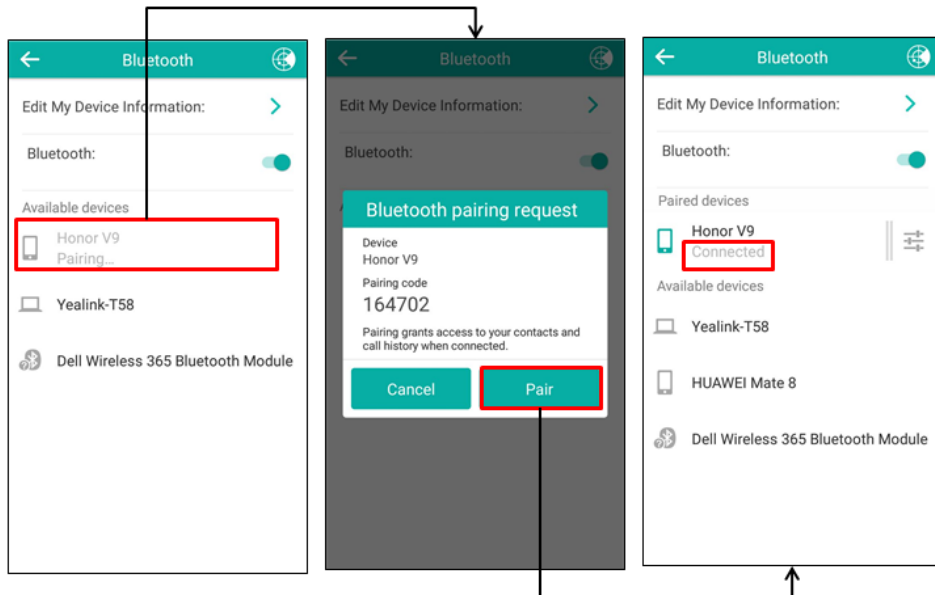 Bluetooth
Edit My Device Information:
Bluetooth:
Available devices
Honor V9
Pairing...
Yealink-T58
Dell Wireless 365 Bluetooth Module
Bluetooth
Edit My Device Information:
Bluetooth:
Bluetooth pairing request
Device
Honor V9
Pairing code
164702
Pairing grants access to your contacts and
call history when connected.
Cancel
Pair
Bluetooth
Edit My Device Information:
Bluetooth:
Paired devices
Honor V9
Connected
Available devices
Yealink-T58
HUAWEI Mate 8
Dell Wireless 365 Bluetooth Module